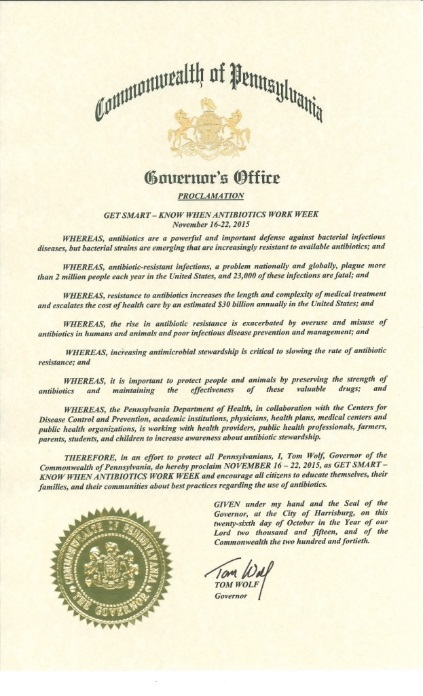 Commonwealth of Pennsylvania
Governor's Office
PROCLAMATION
GET SMART – KNOW WHEN ANTIBIOTICS WORK WEEK
November 16-22, 2015
WHEREAS, antibiotics are a powerful and important defense against bacterial infectious
diseases, but bacterial strains are emerging that are increasingly resistant to available antibiotics; and
WHEREAS, antibiotic-resistant infections, a problem nationally and globally, plague more
than 2 million people each year in the United States, and 23,000 of these infections are fatal; and
WHEREAS, resistance to antibiotics increases the length and complexity of medical treatment
and escalates the cost of health care by an estimated $30 billion annually in the United States; and
WHEREAS, the rise in antibiotic resistance is exacerbated by overuse and misuse of
antibiotics in humans and animals and poor infectious disease prevention and management; and
WHEREAS, increasing antimicrobial stewardship is critical to slowing the rate of antibiotic
resistance; and
WHEREAS, it is important to protect people and animals by preserving the strength of
antibiotics and maintaining the effectiveness of these valuable drugs; and
WHEREAS, the Pennsylvania Department of Health, in collaboration with the Centers for
Disease Control and Prevention, academic institutions, physicians, health plans, medical centers and
public health organizations, is working with health providers, public health professionals, farmers,
parents, students, and children to increase awareness about antibiotic stewardship.
THEREFORE, in an effort to protect all Pennsylvanians, I, Tom Wolf, Governor of the
Commonwealth of Pennsylvania, do hereby proclaim NOVEMBER 16 – 22, 2015, as GET SMART –
KNOW WHEN ANTIBIOTICS WORK WEEK and encourage all citizens to educate themselves, their
families, and their communities about best practices regarding the use of antibiotics.
GIVEN under my hand and the Seal of the
Governor, at the City of Harrisburg, on this
twenty-sixth day of October in the Year of our
Lord two thousand and fifteen, and of the
Commonwealth the two hundred and fortieth.
Tom Wolf
TOM WOLF
Governor
COMMONWEALTH OF PENNSYLVANIA
THE GOVERNOR